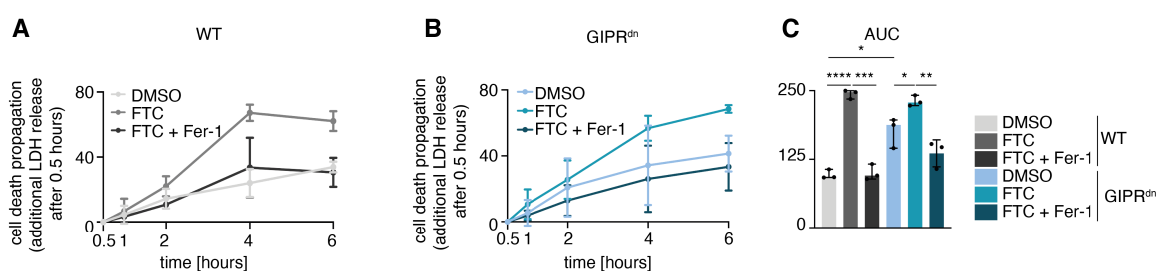 A
WT
cell death propagation
(additional LDH release
after 0.5 hours)
80
40
0
DMSO
FTC
FTC + Fer-1
0.5 1 2 4 6
time [hours]
B
GIPRdn
cell death propagation
(additional LDH release
after 0.5 hours)
80
40
0
DMSO
FTC
FTC + Fer-1
0.5 1 2 4 6
time [hours]
C
AUC
*
**** *** * **
250
125
0
DMSO
FTC
FTC + Fer-1
WT
DMSO
FTC
FTC + Fer-1
GIPRdn